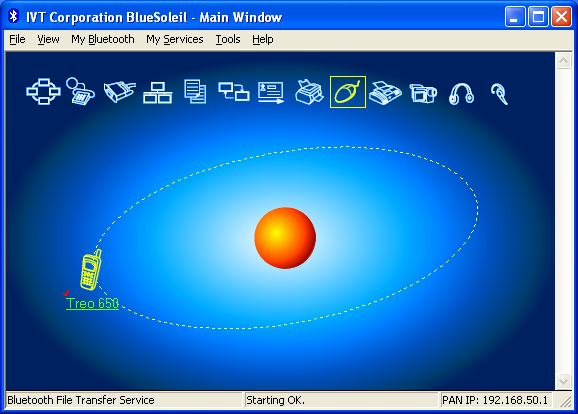 IVT Corporation BlueSoleil - Main Window
File View My Bluetooth My Services Tools Help
Treo 650
Bluetooth File Transfer Service Starting OK. PAN IP: 192.168.50.1